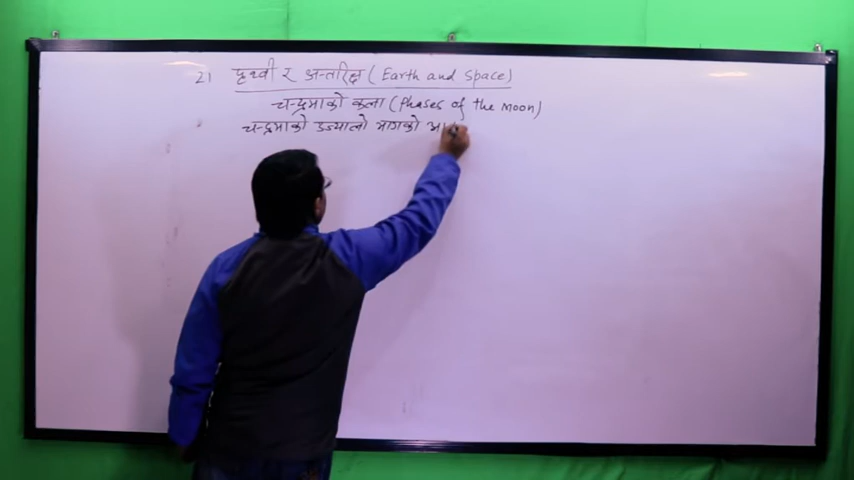 21 पृथ्वी र अन्तरिक्ष (Earth and Space)
चन्द्रमाको कला (Phases of the Moon)
चन्द्रमाको उज्यालो भागको